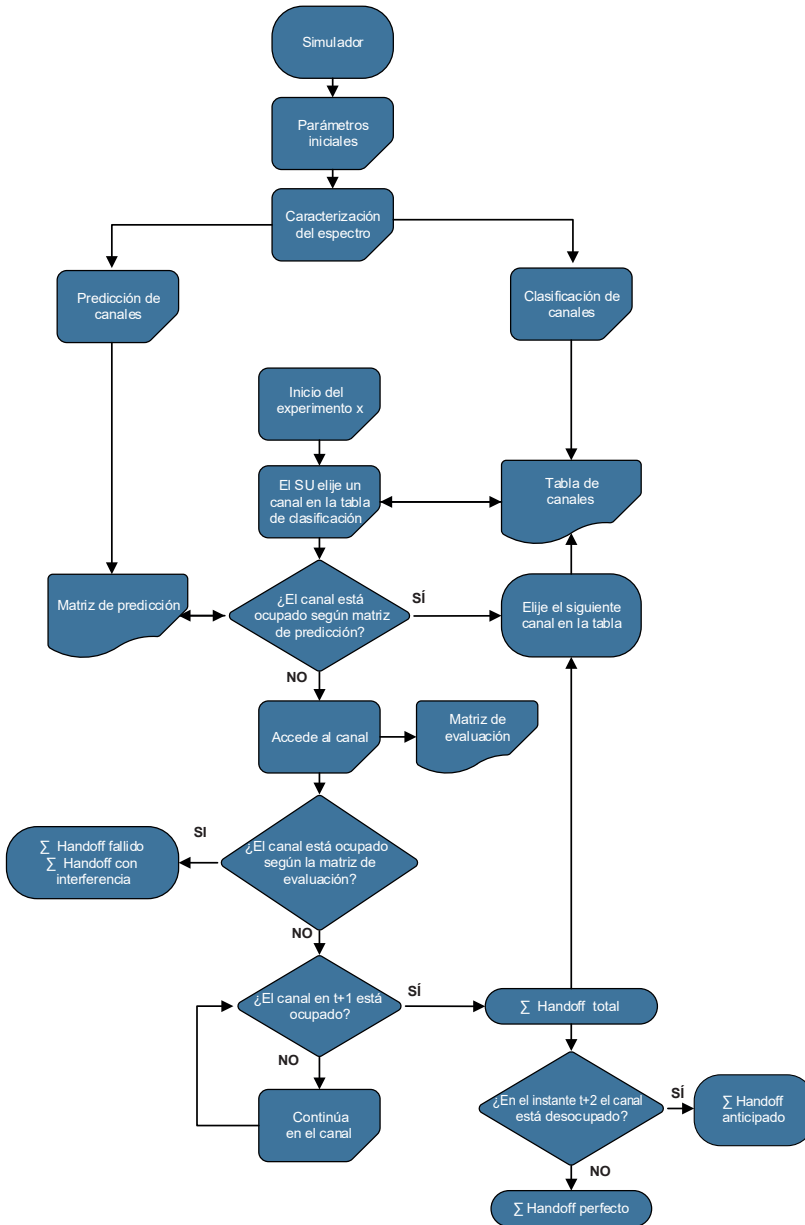 Simulador
Parámetros
iniciales
Caracterización
del espectro
Predicción de
canales
Clasificación de
canales
Inicio del
experimento x
El SU elije un
canal en la tabla
de clasificación
Tabla de
canales
Matriz de predicción
¿El canal está
ocupado según matriz
de predicción?
SÍ
Elije el siguiente
canal en la tabla
NO
Accede al canal
Matriz de
evaluación
¿El canal está ocupado
según la matriz de
evaluación?
SI
∑ Handoff fallido
∑ Handoff con
interferencia
NO
¿El canal en t+1 está
ocupado?
SÍ
∑ Handoff total
NO
Continúa
en el canal
¿En el instante t+2 el canal
está desocupado?
SÍ
∑ Handoff
anticipado
NO
∑ Handoff perfecto